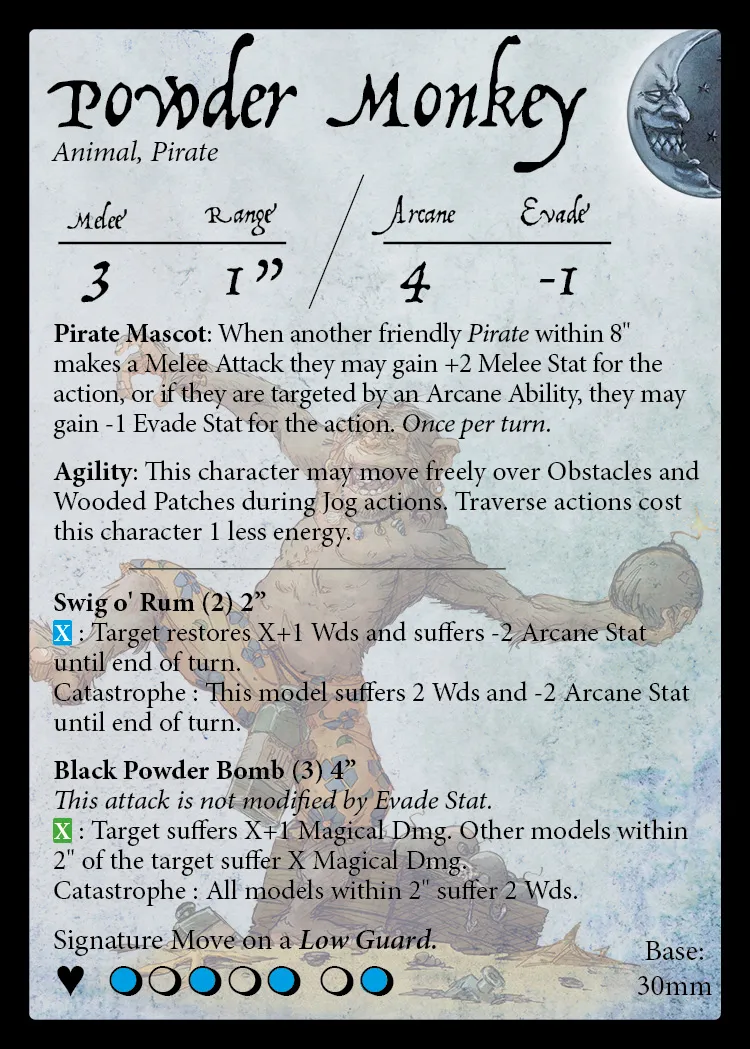 Powder Monkey
Animal, Pirate
Melee Range Arcane Evade
3 1” 4 -1
Pirate Mascot: When another friendly Pirate within 8"
makes a Melee Attack they may gain +2 Melee Stat for the
action, or if they are targeted by an Arcane Ability, they may
gain -1 Evade Stat for the action. Once per turn.
Agility: This character may move freely over Obstacles and
Wooded Patches during Jog actions. Traverse actions cost
this character 1 less energy.
Swig o' Rum (2) 2”
X : Target restores X+1 Wds and suffers -2 Arcane Stat
until end of turn.
Catastrophe : This model suffers 2 Wds and -2 Arcane Stat
until end of turn.
Black Powder Bomb (3) 4”
This attack is not modified by Evade Stat.
X : Target suffers X+1 Magical Dmg. Other models within
2" of the target suffer X Magical Dmg.
Catastrophe : All models within 2" suffer 2 Wds.
Signature Move on a Low Guard.
Base:
30mm